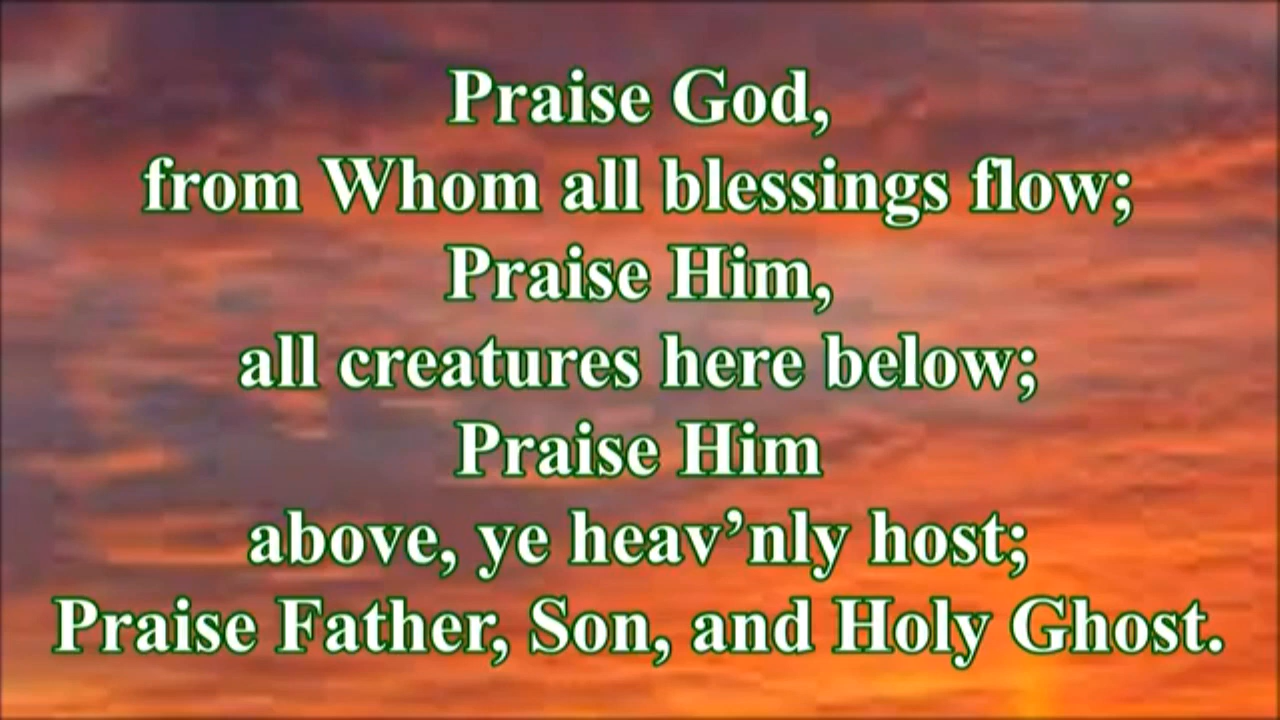 Praise God,
from Whom all blessings flow;
Praise Him,
all creatures here below;
Praise Him
above, ye heav’nly host;
Praise Father, Son, and Holy Ghost.